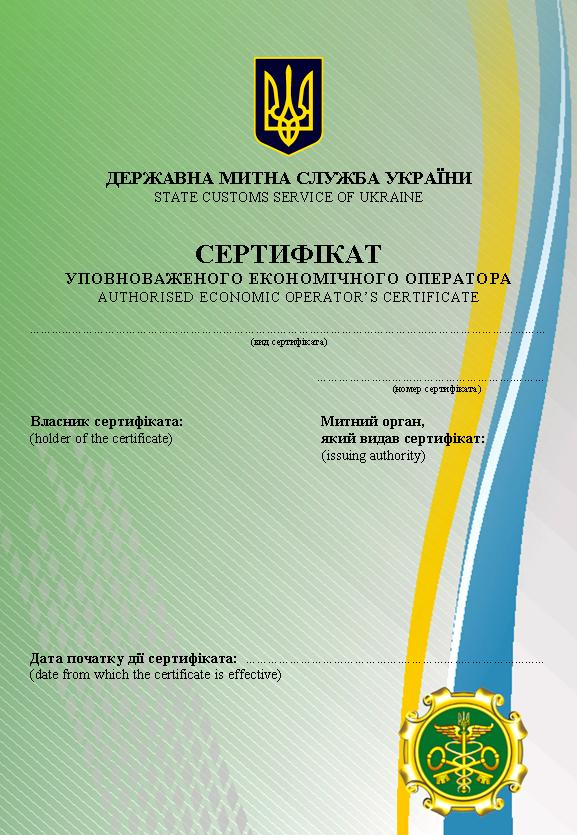 ДЕРЖАВНА МИТНА СЛУЖБА УКРАЇНИ
STATE CUSTOMS SERVICE OF UKRAINE
СЕРТИФІКАТ
УПОВНОВАЖЕНОГО ЕКОНОМІЧНОГО ОПЕРАТОРА
AUTHORISED ECONOMIC OPERATOR’S CERTIFICATE
(вид сертифіката)
(номер сертифіката)
Власник сертифіката:
(holder of the certificate)
Митний орган,
який видав сертифікат:
(issuing authority)
Дата початку дії сертифіката:
(date from which the certificate is effective)